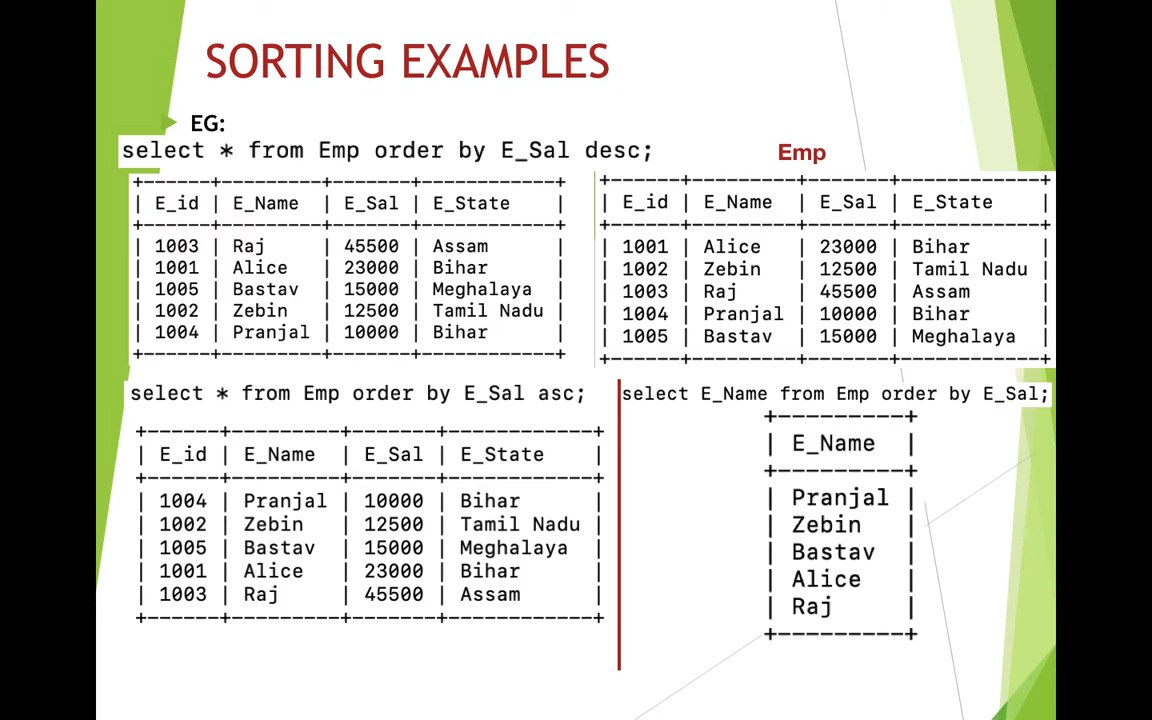 SORTING EXAMPLES
EG:
select * from Emp order by E_Sal desc;
+------+---------+-------+------------+
| E_id | E_Name  | E_Sal | E_State    |
+------+---------+-------+------------+
| 1003 | Raj     | 45500 | Assam      |
| 1001 | Alice   | 23000 | Bihar      |
| 1005 | Bastav  | 15000 | Meghalaya  |
| 1002 | Zebin   | 12500 | Tamil Nadu |
| 1004 | Pranjal | 10000 | Bihar      |
+------+---------+-------+------------+
Emp
+------+---------+-------+------------+
| E_id | E_Name  | E_Sal | E_State    |
+------+---------+-------+------------+
| 1001 | Alice   | 23000 | Bihar      |
| 1002 | Zebin   | 12500 | Tamil Nadu |
| 1003 | Raj     | 45500 | Assam      |
| 1004 | Pranjal | 10000 | Bihar      |
| 1005 | Bastav  | 15000 | Meghalaya  |
+------+---------+-------+------------+
select * from Emp order by E_Sal asc;
+------+---------+-------+------------+
| E_id | E_Name  | E_Sal | E_State    |
+------+---------+-------+------------+
| 1004 | Pranjal | 10000 | Bihar      |
| 1002 | Zebin   | 12500 | Tamil Nadu |
| 1005 | Bastav  | 15000 | Meghalaya  |
| 1001 | Alice   | 23000 | Bihar      |
| 1003 | Raj     | 45500 | Assam      |
+------+---------+-------+------------+
select E_Name from Emp order by E_Sal;
+---------+
| E_Name  |
+---------+
| Pranjal |
| Zebin   |
| Bastav  |
| Alice   |
| Raj     |
+---------+